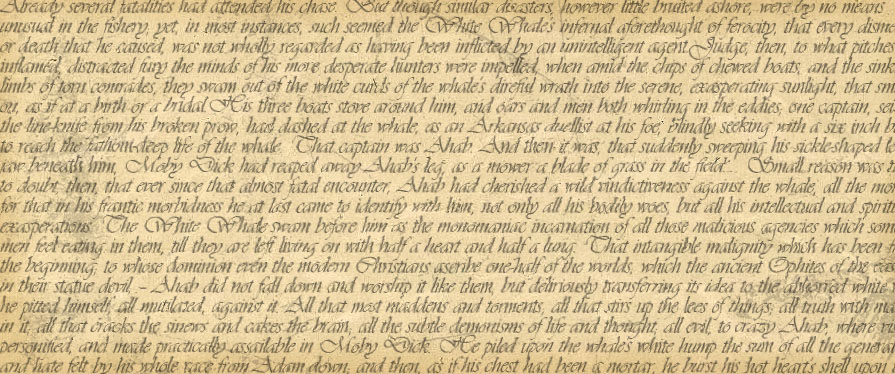 Already several fatalities had attended his chase. But though similar disasters, however little bruited ashore, were by no means
unusual in the fishery; yet, in most instances, such seemed the White Whale's infernal aforethought of ferocity, that every dismem
or death that he caused, was not wholly regarded as having been inflicted by an unintelligent agent. Judge, then, to what pitches
inflamed, distracted fury the minds of his more desperate hunters were impelled, when amid the chips of chewed boats, and the sink
limbs of torn comrades, they swam out of the white curds of the whale's direful wrath into the serene, exasperating sunlight, that sm
on, as if at a birth or a bridal. His three boats stove around him, and oars and men both whirling in the eddies; one captain, se
the line-knife from his broken prow, had dashed at the whale, as an Arkansas duellist at his foe, blindly seeking with a six inch
to reach the fathom-deep life of the whale. That captain was Ahab. And then it was, that suddenly sweeping his sickle-shaped lo
jaw beneath him, Moby Dick had reaped away Ahab's leg, as a mower a blade of grass in the field... Small reason was t
to doubt, then, that ever since that almost fatal encounter, Ahab had cherished a wild vindictiveness against the whale, all the mo
for that in his frantic morbidness he at last came to identify with him, not only all his bodily woes, but all his intellectual and spirit
exasperations. The White Whale swam before him as the monomaniac incarnation of all those malicious agencies which som
men feel eating in them, till they are left living on with half a heart and half a lung. That intangible malignity which has been f
the beginning; to whose dominion even the modern Christians ascribe one-half of the worlds; which the ancient Ophites of the eas
in their statue devil. - Ahab did not fall down and worship it like them; but deliriously transferring its idea to the abhorred white
he pitted himself, all mutilated, against it. All that most maddens and torments; all that stirs up the lees of things; all truth with m
in it; all that cracks the sinews and cakes the brain; all the subtle demonisms of life and thought; all evil, to crazy Ahab, were vis
personified, and made practically assailable in Moby Dick. He piled upon the whale's white hump the sum of all the general
and hate felt by his whole race from Adam down; and then, as if his chest had been a mortar, he burst his hot heart's shell upon